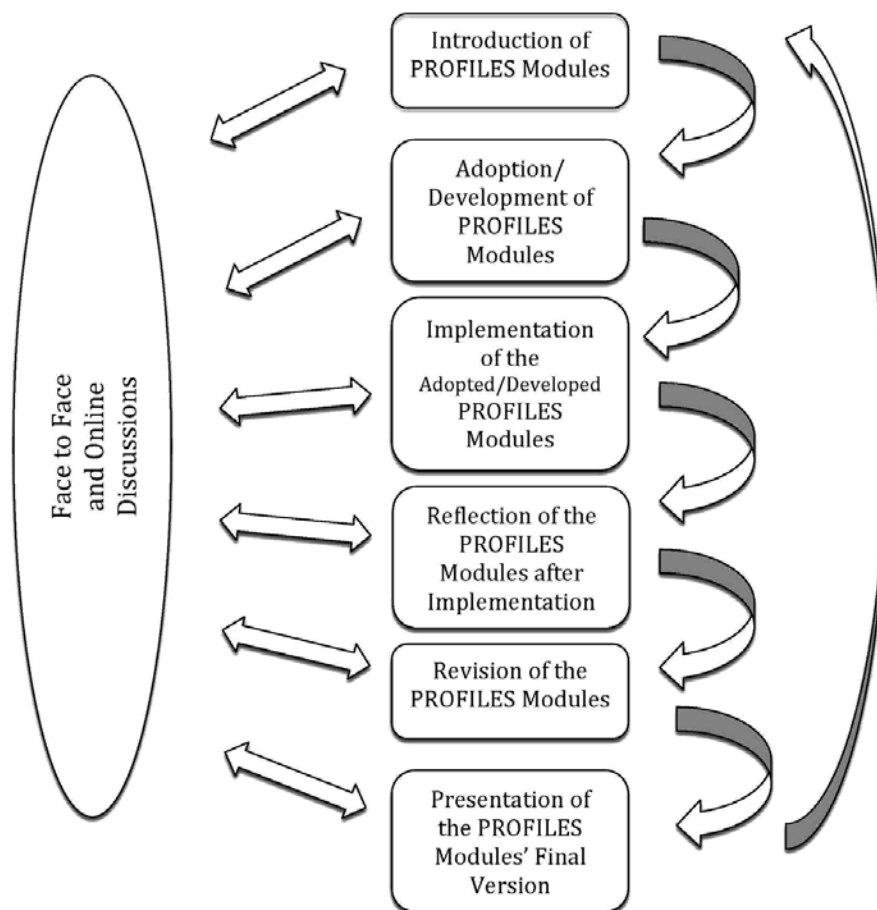 Introduction of
PROFILES Modules
Adoption/
Development of
PROFILES
Modules
Implementation
of the
Adopted/Developed
PROFILES
Modules
Reflection of the
PROFILES
Modules after
Implementation
Revision of the
PROFILES Modules
Presentation of
the PROFILES
Modules’ Final
Version
Face to Face
and Online
Discussions